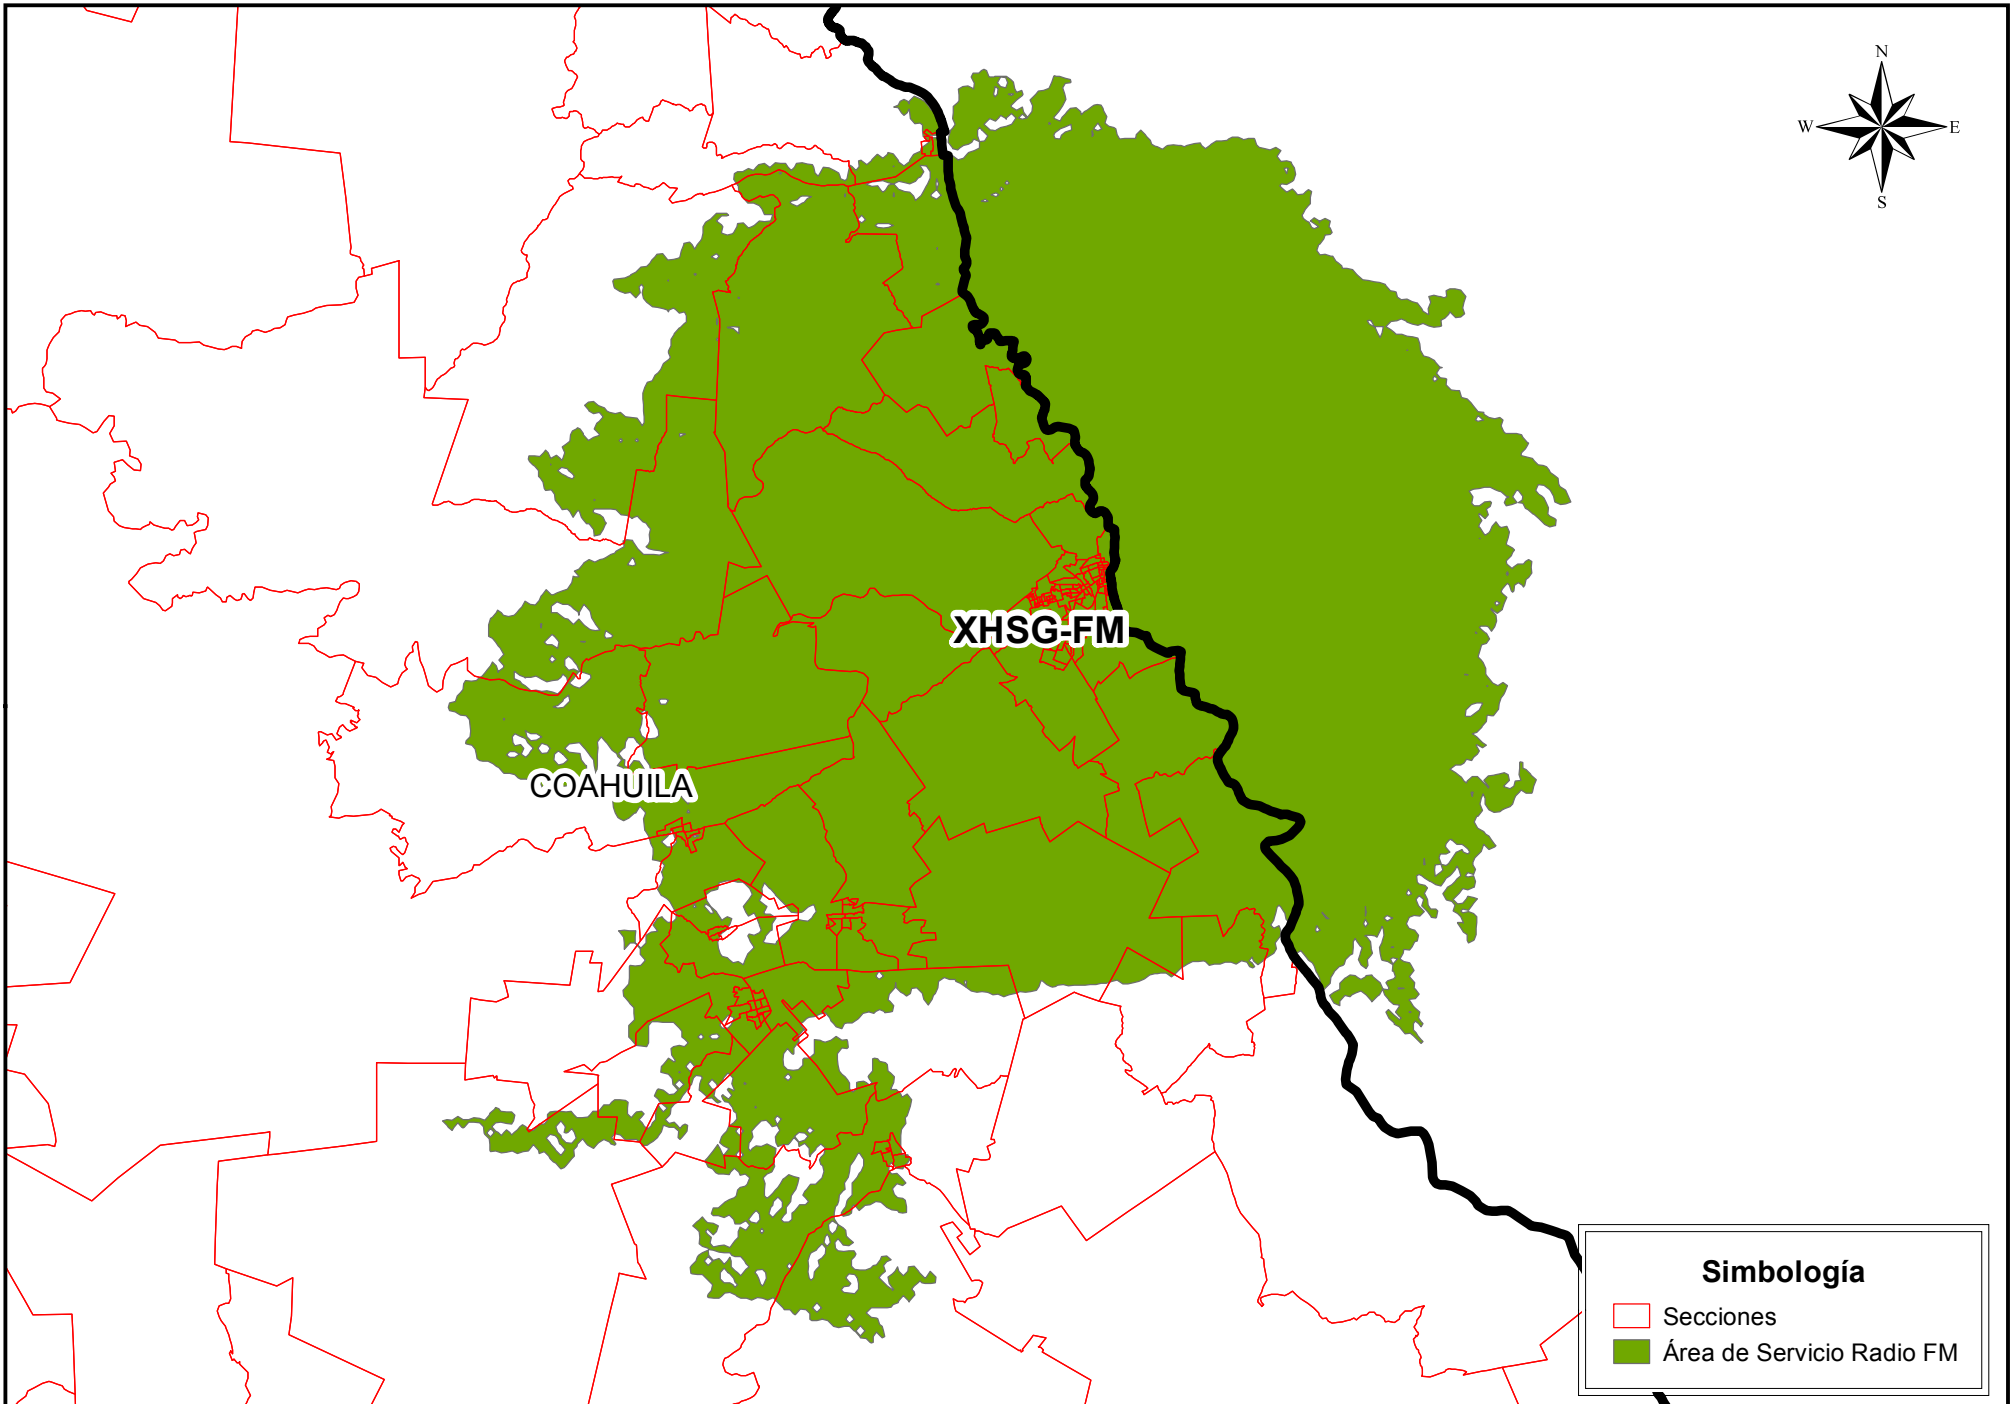 N
W E
S
XHSG-FM
COAHUILA
Simbología
Secciones
Área de Servicio Radio FM